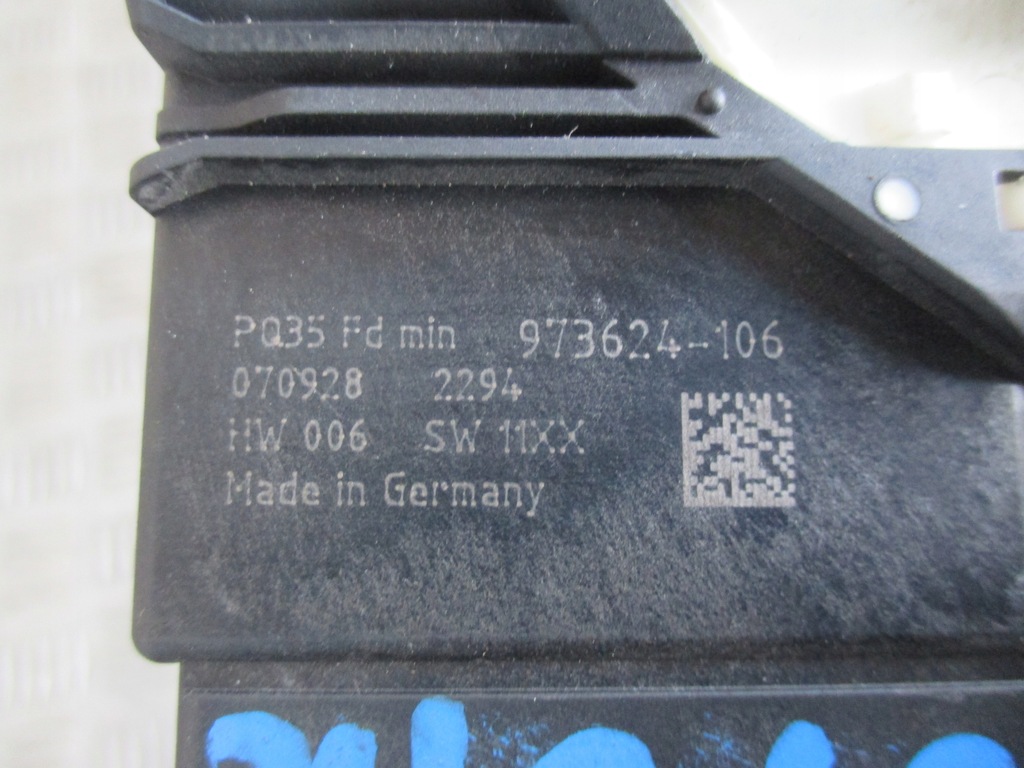 PQ35 Fd min 973624-106
070928 2294
HW 006 SW 11XX
Made in Germany